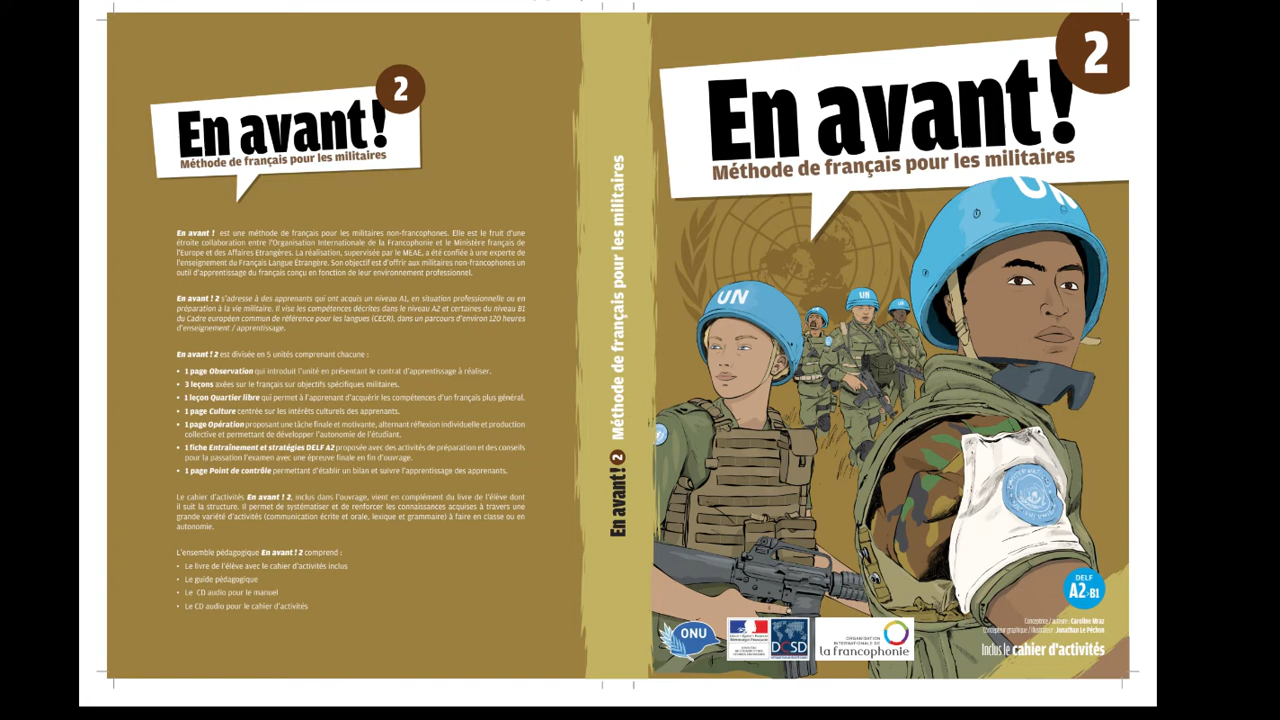 En avant !
2
Méthode de français pour les militaires
En avant ! est une méthode de français pour les militaires non-francophones. Elle est le fruit d'une
étroite collaboration entre l'Organisation Internationale de la Francophonie et le Ministère français de
l'Europe et des Affaires Etrangères. La réalisation, supervisée par le MEAE, a été confiée à une experte de
l'enseignement du Français Langue Étrangère. Son objectif est d'offrir aux militaires non-francophones un
outil d'apprentissage du français conçu en fonction de leur environnement professionnel.
En avant ! 2 s'adresse à des apprenants qui ont acquis un niveau A1, en situation professionnelle ou en
préparation à la vie militaire. Il vise les compétences décrites dans le niveau A2 et certaines du niveau B1
du Cadre européen commun de référence pour les langues (CECR), dans un parcours d'environ 120 heures
d'enseignement / apprentissage.
En avant ! 2 est divisée en 5 unités comprenant chacune :
• 1 page Observation qui introduit l'unité en présentant le contrat d'apprentissage à réaliser.
• 3 leçons axées sur le français sur objectifs spécifiques militaires.
• 1 leçon Quartier libre qui permet à l'apprenant d'acquérir les compétences d'un français plus général.
• 1 page Culture centrée sur les intérêts culturels des apprenants.
• 1 page Opération proposant une tâche finale et motivante, alternant réflexion individuelle et production
collective et permettant de développer l'autonomie de l'étudiant.
• 1 fiche Entraînement et stratégies DELF A2 proposée avec des activités de préparation et des conseils
pour la passation l'examen avec une épreuve finale en fin d'ouvrage.
• 1 page Point de contrôle permettant d'établir un bilan et suivre l'apprentissage des apprenants.
Le cahier d'activités En avant ! 2, inclus dans l'ouvrage, vient en complément du livre de l'élève dont
il suit la structure. Il permet de systématiser et de renforcer les connaissances acquises à travers une
grande variété d'activités (communication écrite et orale, lexique et grammaire) à faire en classe ou en
autonomie.
L'ensemble pédagogique En avant ! 2 comprend :
• Le livre de l'élève avec le cahier d'activités inclus
• Le guide pédagogique
• Le CD audio pour le manuel
• Le CD audio pour le cahier d'activités
En avant ! 2 Méthode de français pour les militaires
2
En avant !
Méthode de français pour les militaires
UN
UN
UN
UN
UN
DELF
A2>B1
ONU
DCSD
ORGANISATION
INTERNATIONALE DE
la francophonie
Conceptrice / auteure : Caroline Mraz
Concepteur graphique / illustrateur : Jonathan Le Péchon
Inclus le cahier d'activités